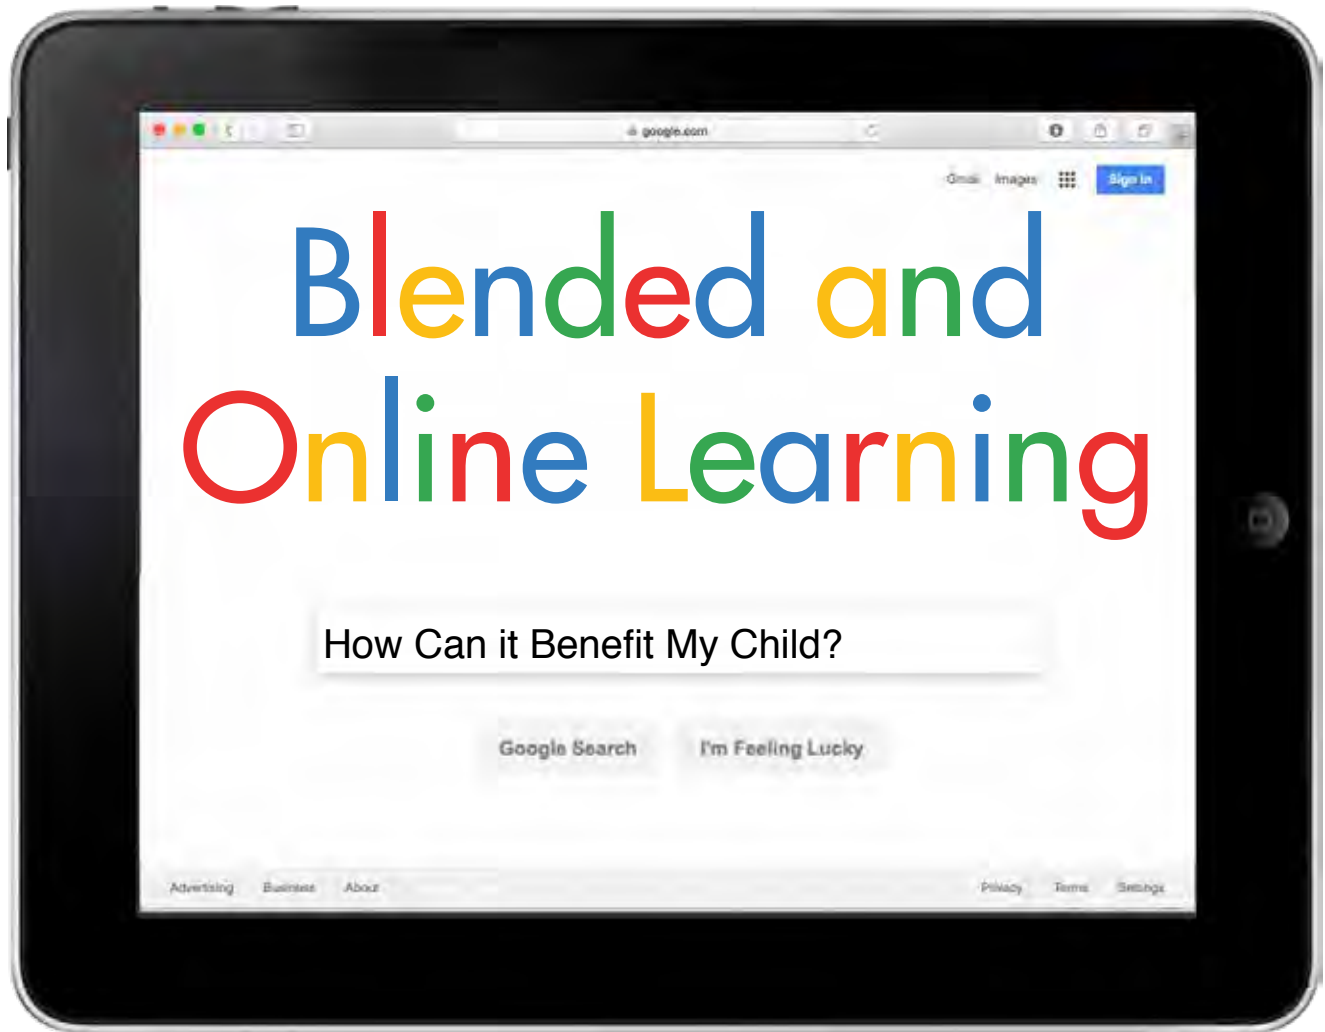 google.com
Gmail Images Sign in
Blended and
Online Learning
How Can it Benefit My Child?
Google Search I'm Feeling Lucky
Advertising Business About Privacy Terms Settings